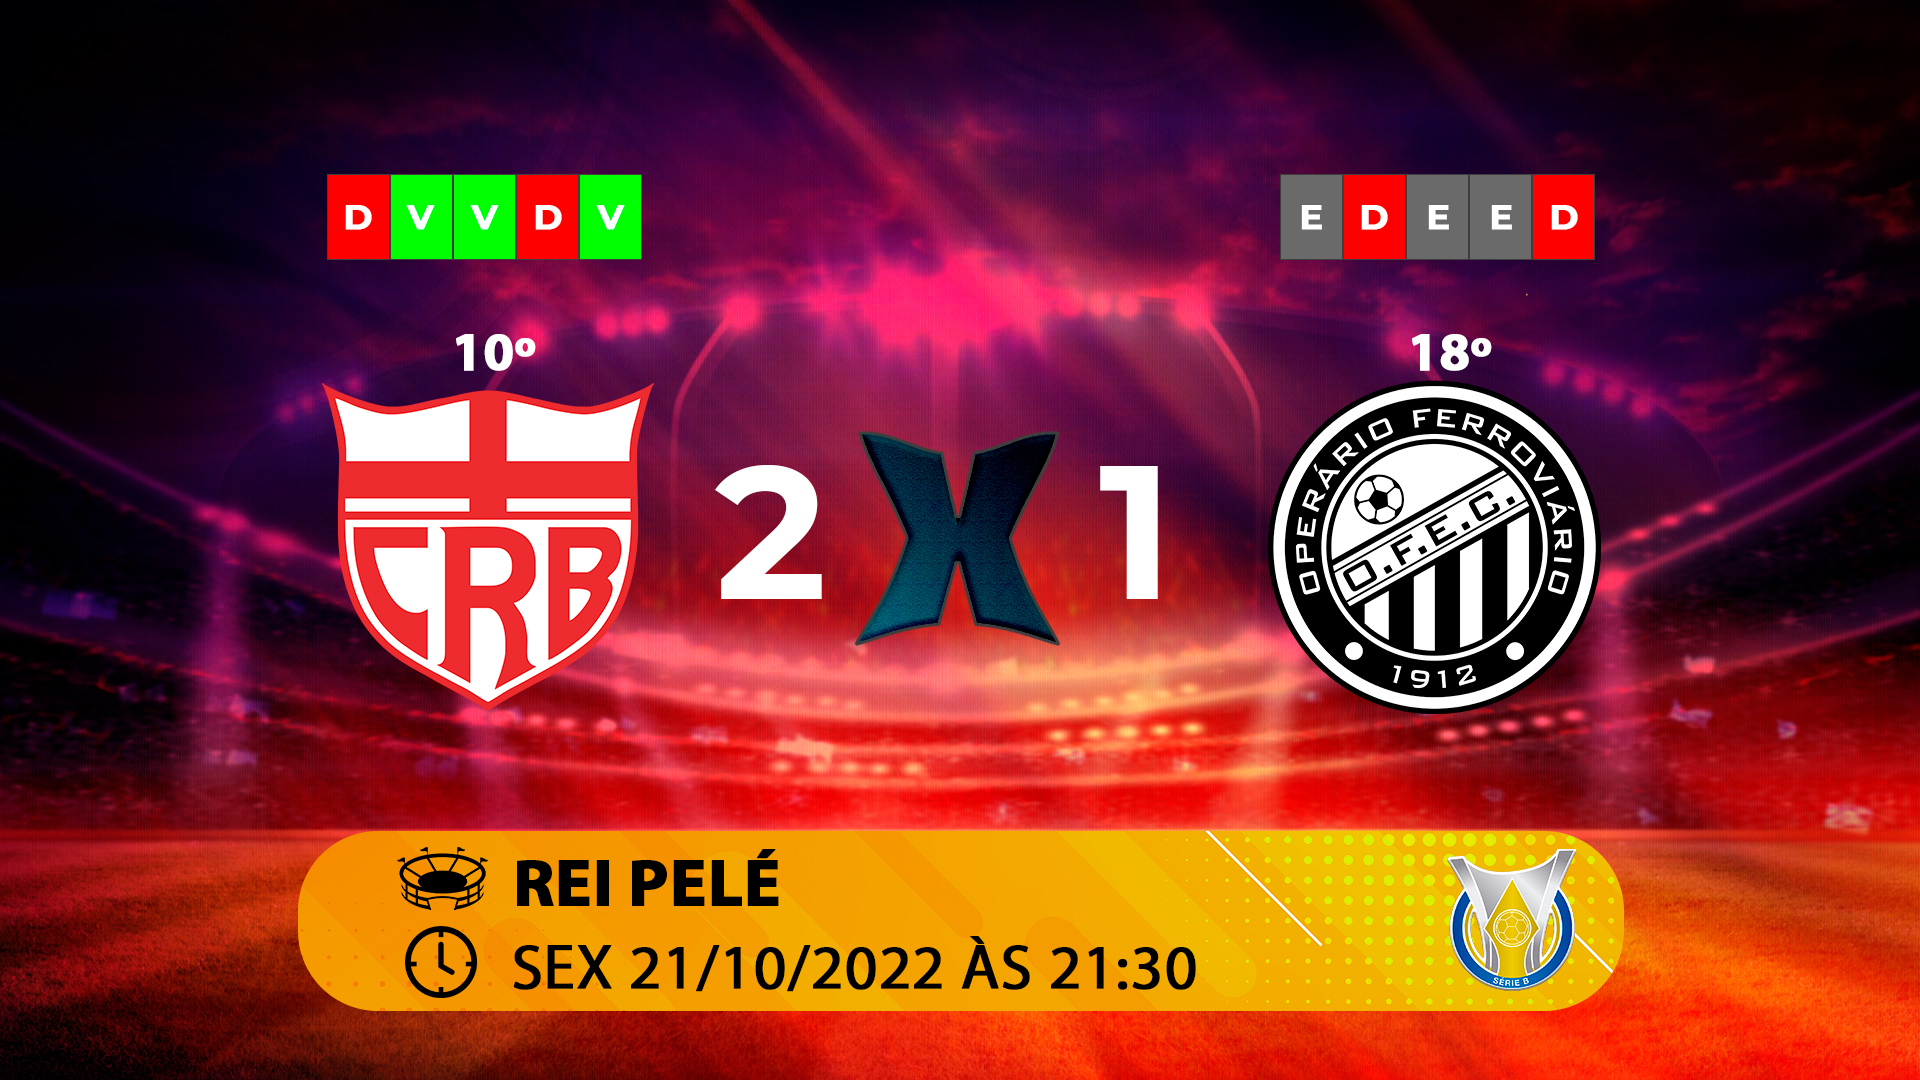 D V V D V
E D E E D
10º
18º
CRB
2 X 1
OPERÁRIO FERROVIÁRIO
O.F.E.C.
1912
REI PELÉ
SEX 21/10/2022 ÀS 21:30
SÉRIE B